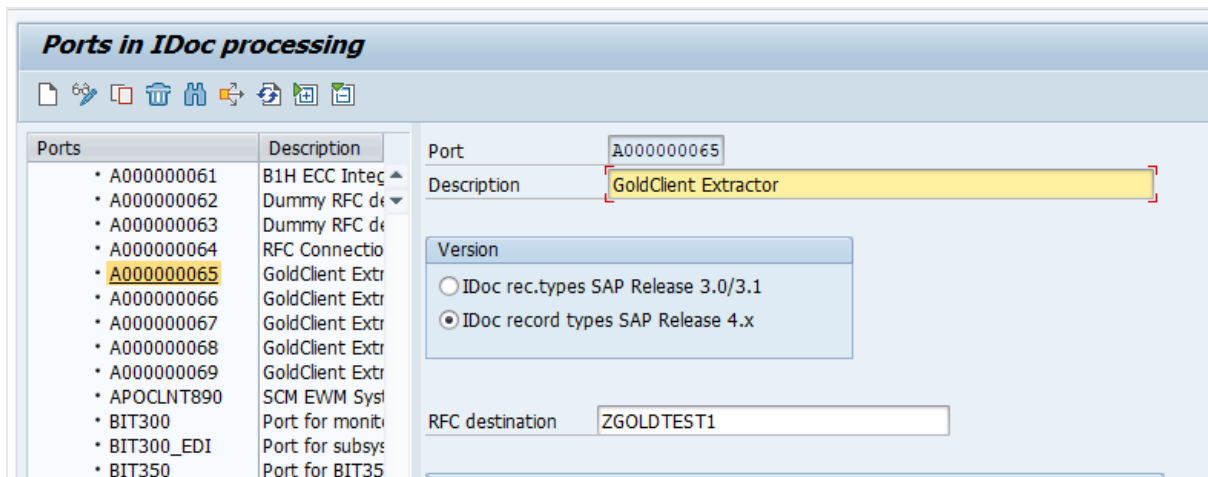 Ports in IDoc processing
Ports Description
A000000061 B1H ECC Integ
A000000062 Dummy RFC de
A000000063 Dummy RFC de
A000000064 RFC Connectio
A000000065 GoldClient Extr
A000000066 GoldClient Extr
A000000067 GoldClient Extr
A000000068 GoldClient Extr
A000000069 GoldClient Extr
APOCLNT890 SCM EWM Syst
BIT300 Port for monit
BIT300_EDI Port for subsys
BIT350 Port for BIT35
Port A000000065
Description GoldClient Extractor
Version
IDoc rec.types SAP Release 3.0/3.1
IDoc record types SAP Release 4.x
RFC destination ZGOLDTEST1